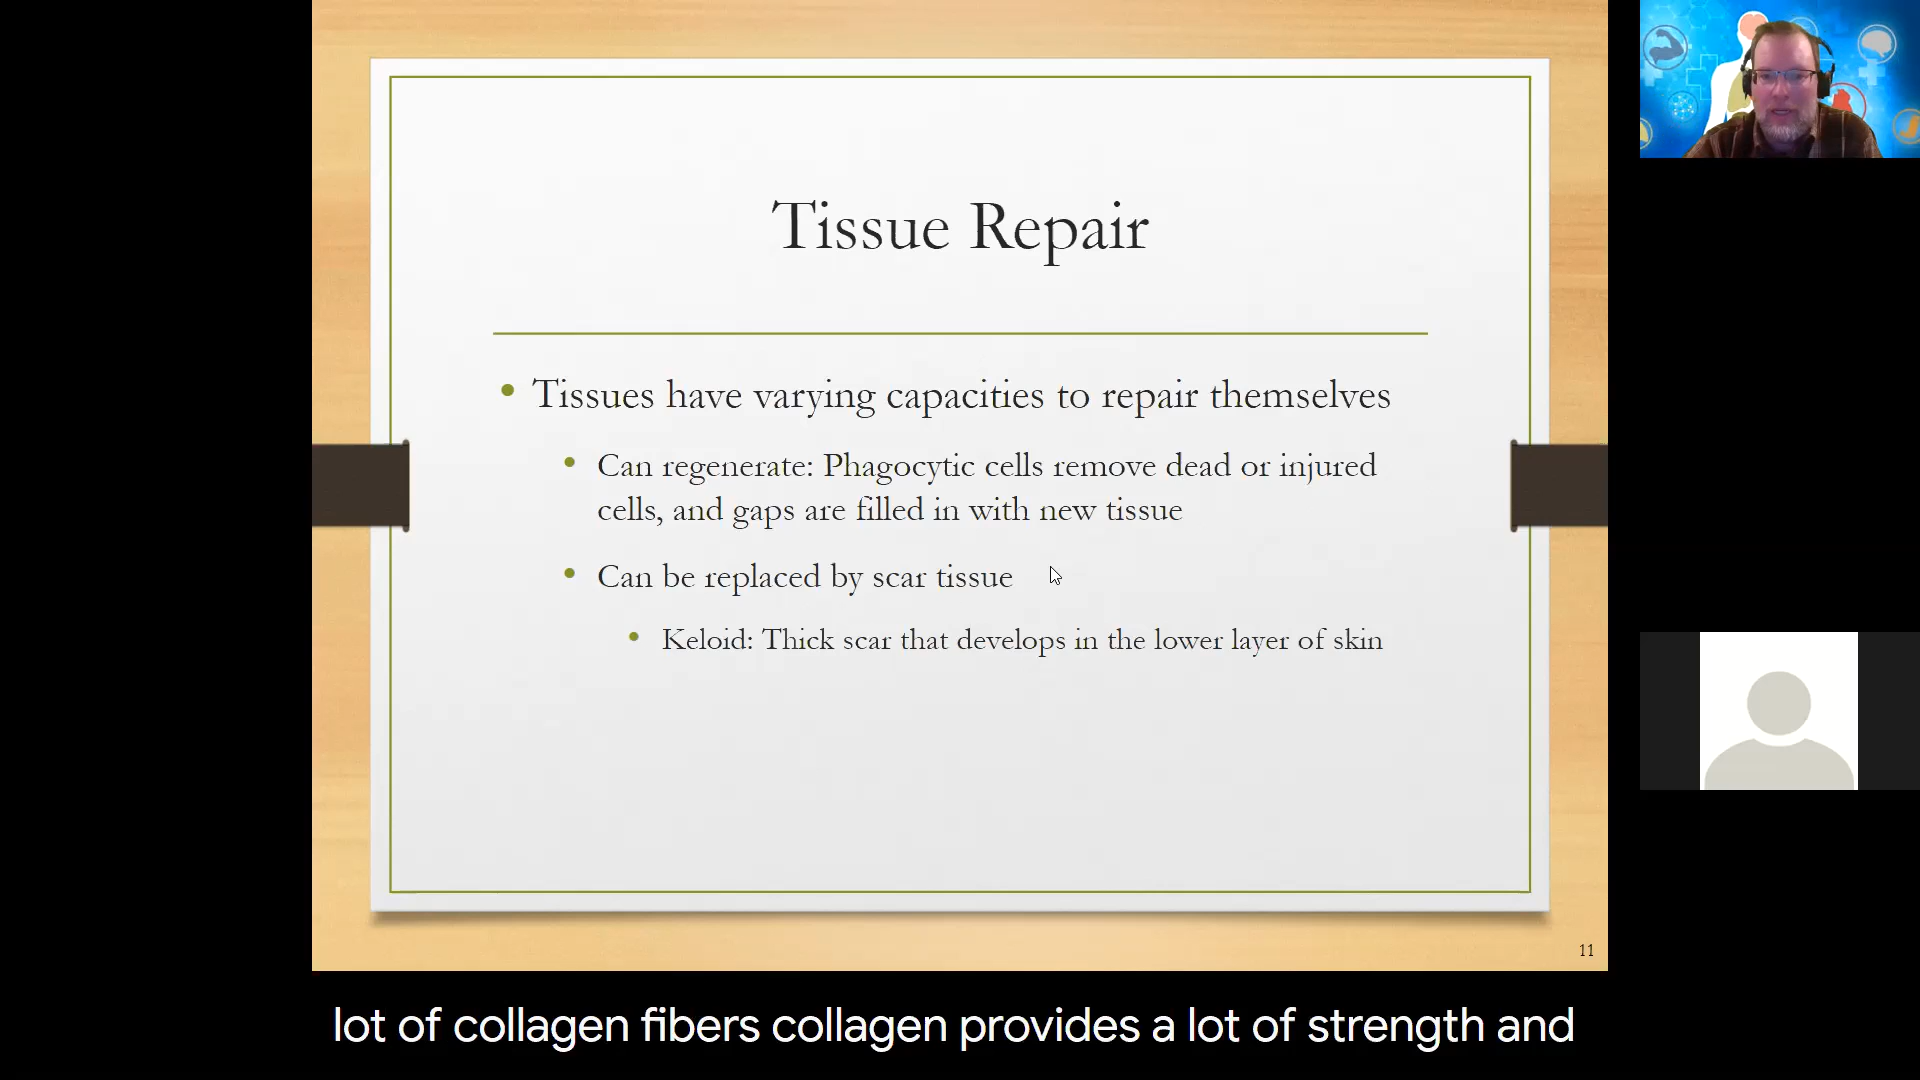 Tissue Repair
• Tissues have varying capacities to repair themselves
• Can regenerate: Phagocytic cells remove dead or injured
cells, and gaps are filled in with new tissue
• Can be replaced by scar tissue
• Keloid: Thick scar that develops in the lower layer of skin
11
lot of collagen fibers collagen provides a lot of strength and